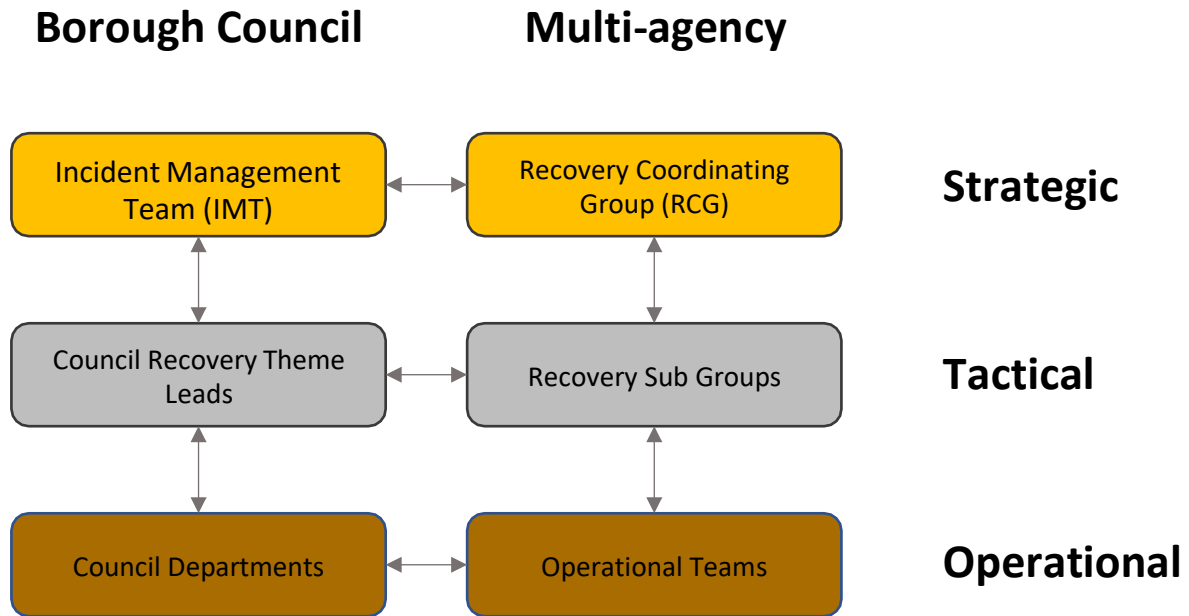 Borough Council
Multi-agency
Incident Management
Team (IMT)
Recovery Coordinating
Group (RCG)
Strategic
Council Recovery Theme
Leads
Recovery Sub Groups
Tactical
Council Departments
Operational Teams
Operational